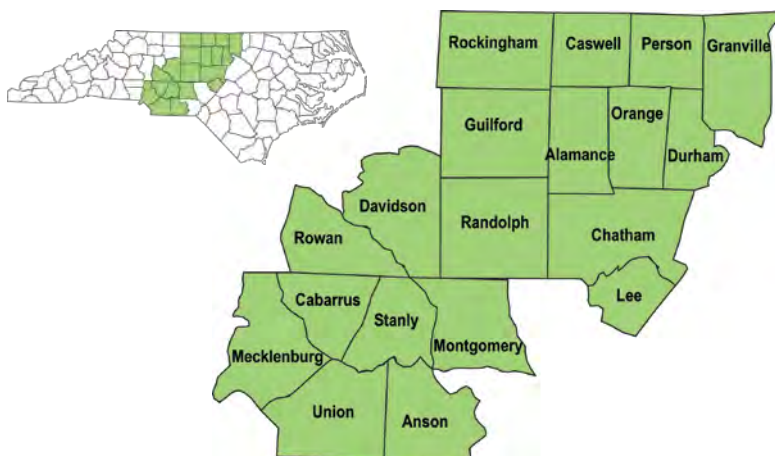 Rockingham
Caswell
Person
Granville
Guilford
Orange
Alamance
Durham
Davidson
Randolph
Rowan
Chatham
Lee
Cabarrus
Stanly
Montgomery
Mecklenburg
Union
Anson